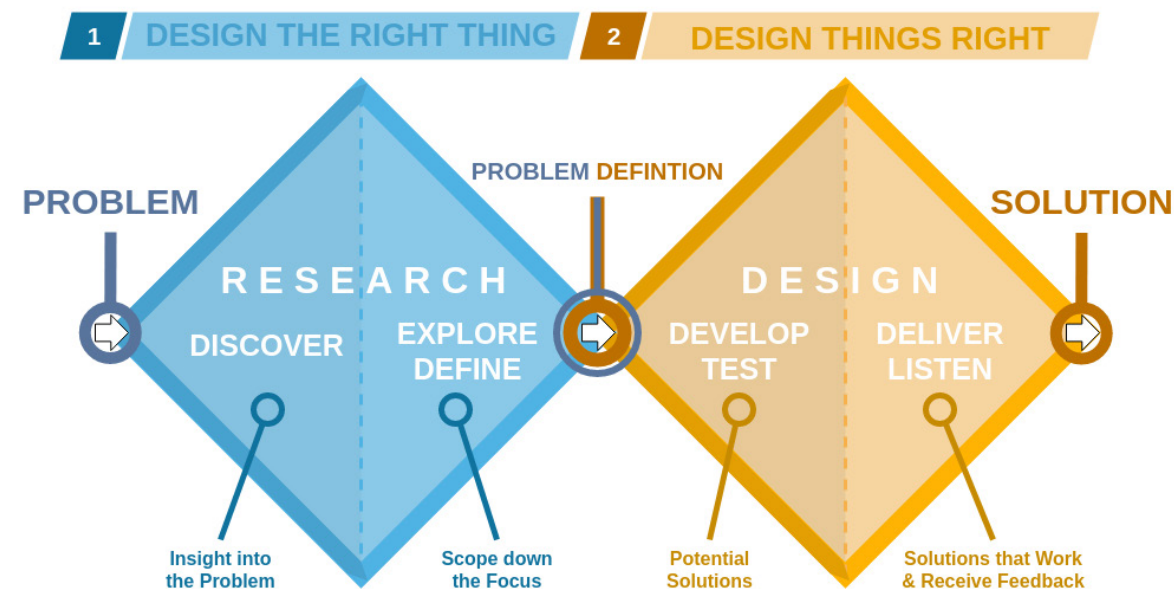 1 DESIGN THE RIGHT THING 2 DESIGN THINGS RIGHT
PROBLEM DEFINTION
PROBLEM
SOLUTION
RESEARCH
DESIGN
DISCOVER
EXPLORE
DEFINE
DEVELOP
TEST
DELIVER
LISTEN
Insight into
the Problem
Scope down
the Focus
Potential
Solutions
Solutions that Work
& Receive Feedback